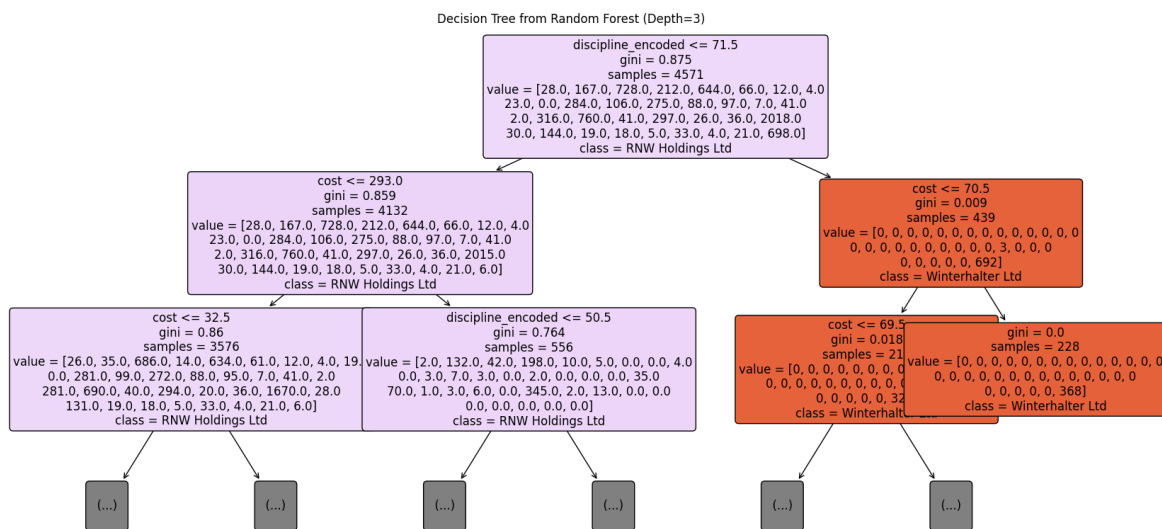 Decision Tree from Random Forest (Depth=3)
discipline_encoded <= 71.5
gini = 0.875
samples = 4571
value = [28.0, 167.0, 728.0, 212.0, 644.0, 66.0, 12.0, 4.0
23.0, 0.0, 284.0, 106.0, 275.0, 88.0, 97.0, 7.0, 41.0
2.0, 316.0, 760.0, 41.0, 297.0, 26.0, 36.0, 2018.0
30.0, 144.0, 19.0, 18.0, 5.0, 33.0, 4.0, 21.0, 698.0]
class = RNW Holdings Ltd
cost <= 293.0
gini = 0.859
samples = 4132
value = [28.0, 167.0, 728.0, 212.0, 644.0, 66.0, 12.0, 4.0
23.0, 0.0, 284.0, 106.0, 275.0, 88.0, 97.0, 7.0, 41.0
2.0, 316.0, 760.0, 41.0, 297.0, 26.0, 36.0, 2015.0
30.0, 144.0, 19.0, 18.0, 5.0, 33.0, 4.0, 21.0, 6.0]
class = RNW Holdings Ltd
cost <= 70.5
gini = 0.009
samples = 439
value = [0, 0, 0, 0, 0, 0, 0, 0, 0, 0, 0, 0, 0
0, 0, 0, 0, 0, 0, 0, 0, 0, 0, 3, 0, 0, 0
0, 0, 0, 0, 0, 692]
class = Winterhalter Ltd
cost <= 32.5
gini = 0.86
samples = 3576
value = [26.0, 35.0, 686.0, 14.0, 634.0, 61.0, 12.0, 4.0, 19.
0.0, 281.0, 99.0, 272.0, 88.0, 95.0, 7.0, 41.0, 2.0
281.0, 690.0, 40.0, 294.0, 20.0, 36.0, 1670.0, 28.0
131.0, 19.0, 18.0, 5.0, 33.0, 4.0, 21.0, 6.0]
class = RNW Holdings Ltd
discipline_encoded <= 50.5
gini = 0.764
samples = 556
value = [2.0, 132.0, 42.0, 198.0, 10.0, 5.0, 0.0, 0.0, 4.0
0.0, 3.0, 7.0, 3.0, 0.0, 2.0, 0.0, 0.0, 0.0, 35.0
70.0, 1.0, 3.0, 6.0, 0.0, 345.0, 2.0, 13.0, 0.0, 0.0
0.0, 0.0, 0.0, 0.0, 0.0]
class = RNW Holdings Ltd
cost <= 69.5
gini = 0.018
samples = 21
value = [0, 0, 0, 0, 0, 0, 0, 0,
0, 0, 0, 0, 0, 0, 0, 0, 0,
0, 0, 0, 0, 0, 32
class = Winterhalter Ltd
gini = 0.0
samples = 228
value = [0, 0, 0, 0, 0, 0, 0, 0, 0, 0, 0, 0, 0
0, 0, 0, 0, 0, 0, 0, 0, 0, 0, 0, 0, 0, 0
0, 0, 0, 0, 0, 368]
class = Winterhalter Ltd
(...)
(...)
(...)
(...)
(...)
(...)